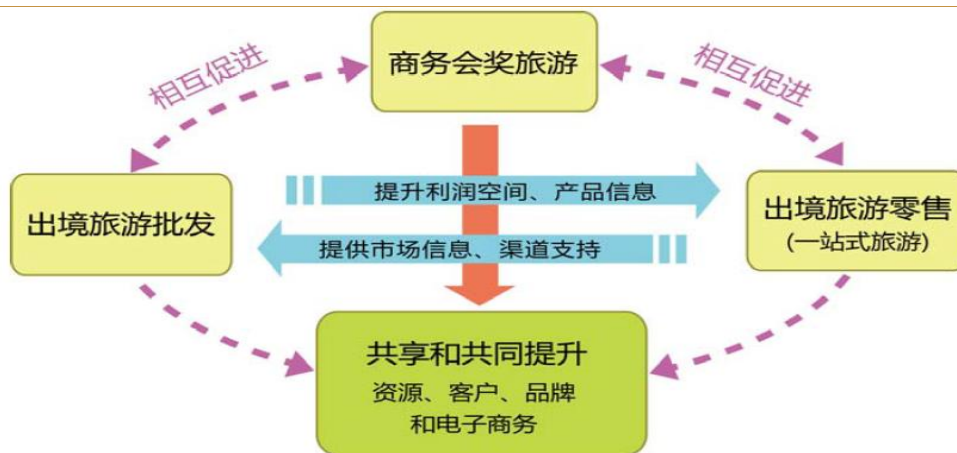 商务会奖旅游
相互促进
相互促进
提升利润空间、产品信息
出境旅游批发
出境旅游零售
(一站式旅游)
提供市场信息、渠道支持
共享和共同提升
资源、客户、品牌
和电子商务